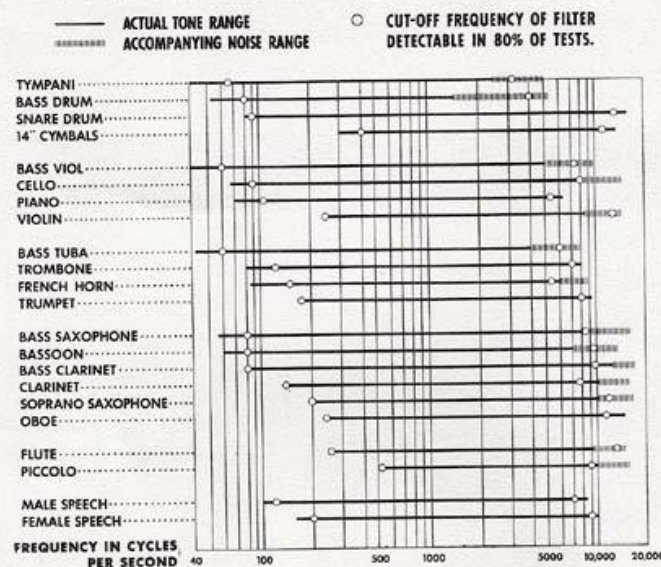 ACTUAL TONE RANGE
ACCOMPANYING NOISE RANGE
CUT-OFF FREQUENCY OF FILTER
DETECTABLE IN 80% OF TESTS.
TYMPANI
BASS DRUM
SNARE DRUM
14" CYMBALS
BASS VIOL
CELLO
PIANO
VIOLIN
BASS TUBA
TROMBONE
FRENCH HORN
TRUMPET
BASS SAXOPHONE
BASSOON
BASS CLARINET
CLARINET
SOPRANO SAXOPHONE
OBOE
FLUTE
PICCOLO
MALE SPEECH
FEMALE SPEECH
FREQUENCY IN CYCLES
PER SECOND 40 100 500 1000 5000 10,000 20,000